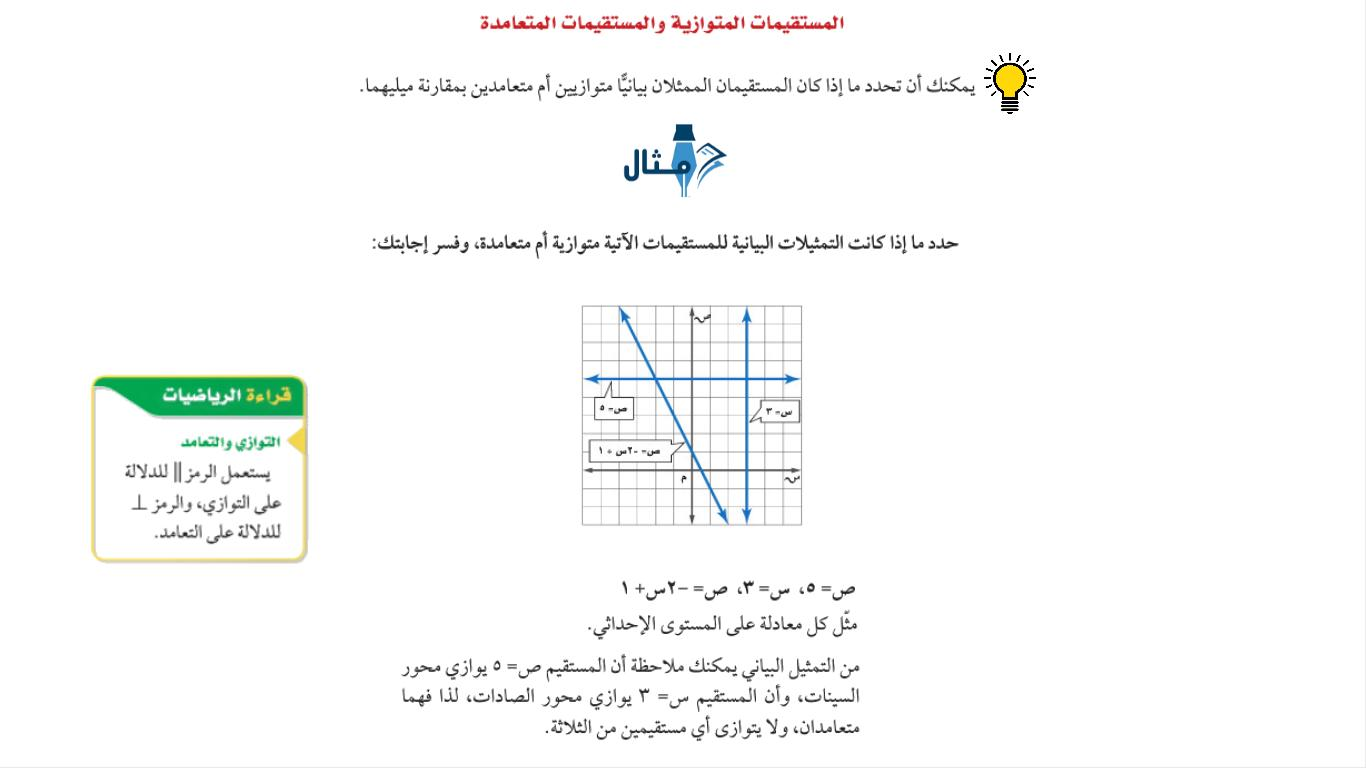 المستقيمات المتوازية والمستقيمات المتعامدة
يمكنك أن تحدد ما إذا كان المستقيمان الممثلان بيانيًّا متوازيين أم متعامدين بمقارنة ميليهما.
مثال
حدد ما إذا كانت التمثيلات البيانية للمستقيمات الآتية متوازية أم متعامدة، وفسر إجابتك:
ص
ص= ٥
س= ٣
ص= -٢س + ١
م
س
قراءة الرياضيات
التوازي والتعامد
يستعمل الرمز || للدلالة
على التوازي، والرمز ⊥
للدلالة على التعامد.
ص= ٥، س= ٣، ص= -٢س+ ١
مثّل كل معادلة على المستوى الإحداثي.
من التمثيل البياني يمكنك ملاحظة أن المستقيم ص= ٥ يوازي محور
السينات، وأن المستقيم س= ٣ يوازي محور الصادات، لذا فهما
متعامدان، ولا يتوازى أي مستقيمين من الثلاثة.